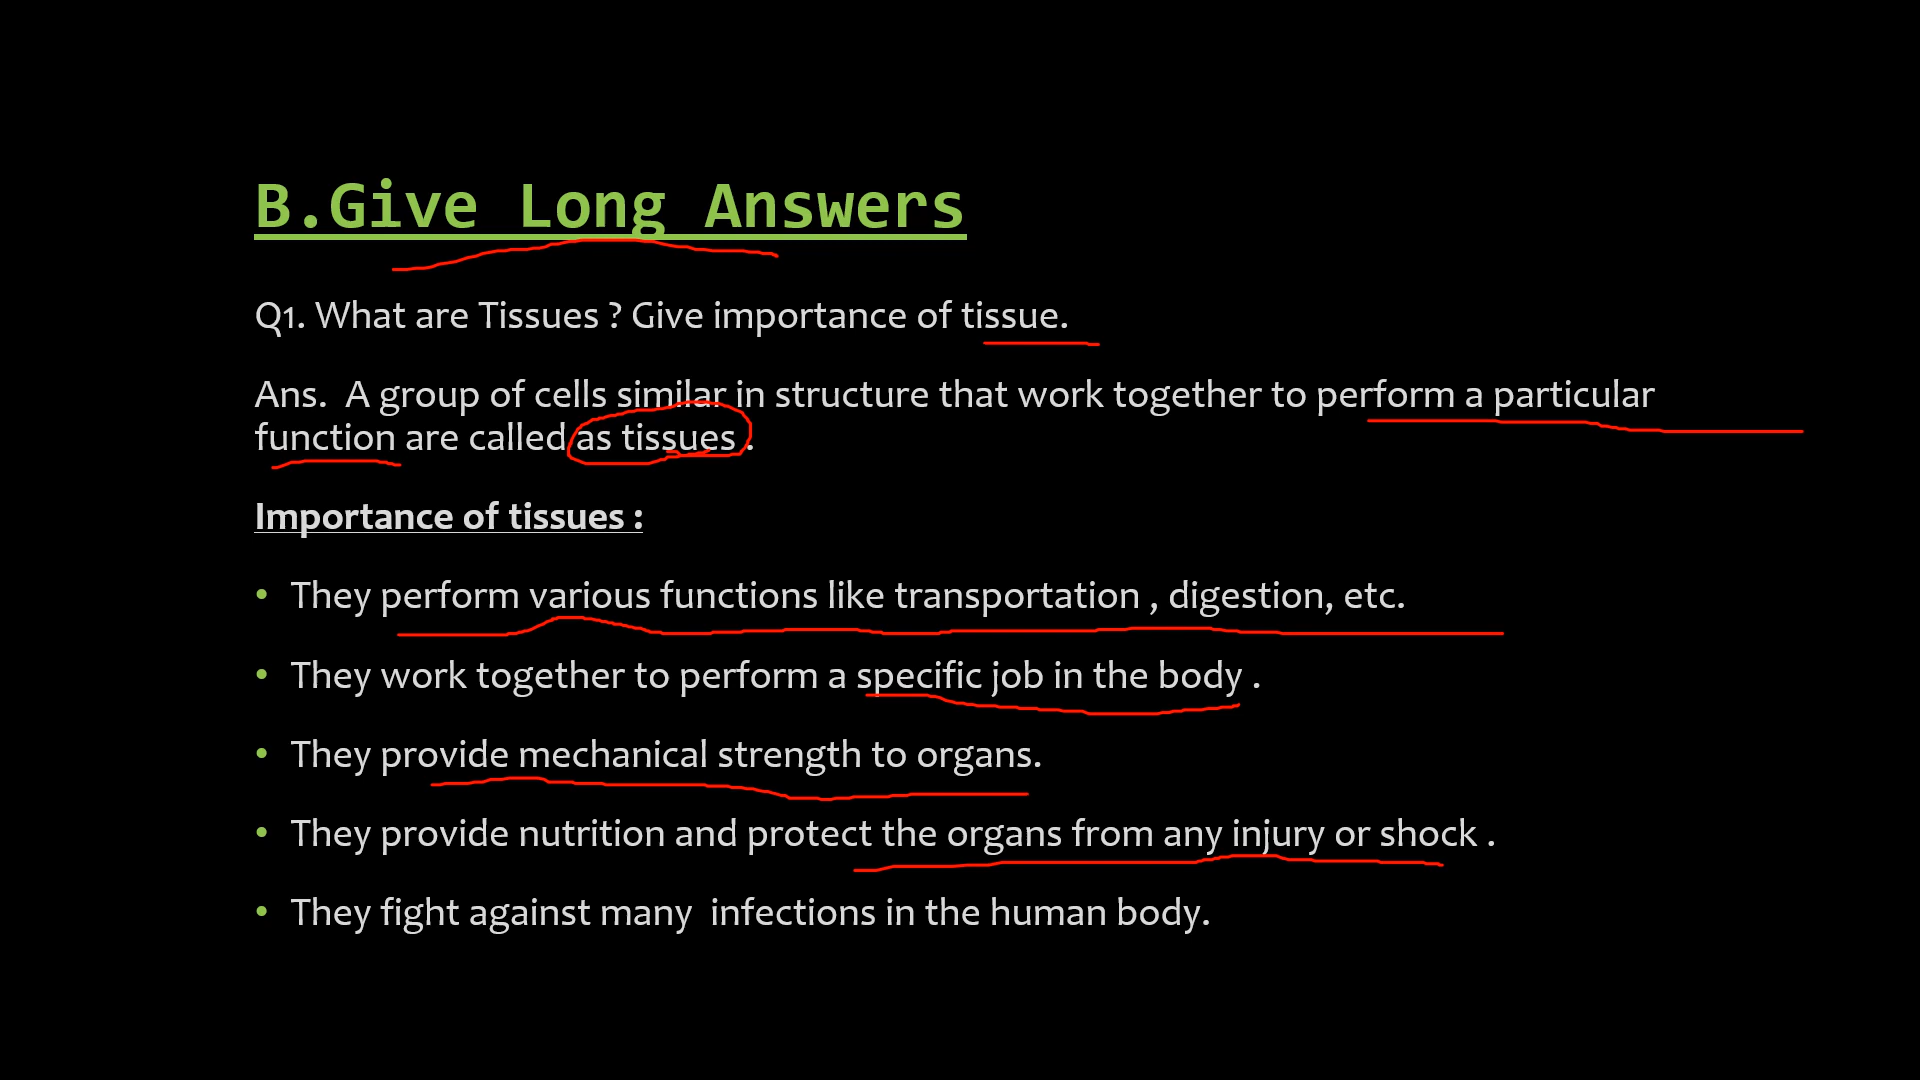 B.Give Long Answers
Q1. What are Tissues ? Give importance of tissue.
Ans.  A group of cells similar in structure that work together to perform a particular
function are called as tissues .
Importance of tissues :
• They perform various functions like transportation , digestion, etc.
• They work together to perform a specific job in the body .
• They provide mechanical strength to organs.
• They provide nutrition and protect the organs from any injury or shock .
• They fight against many  infections in the human body.